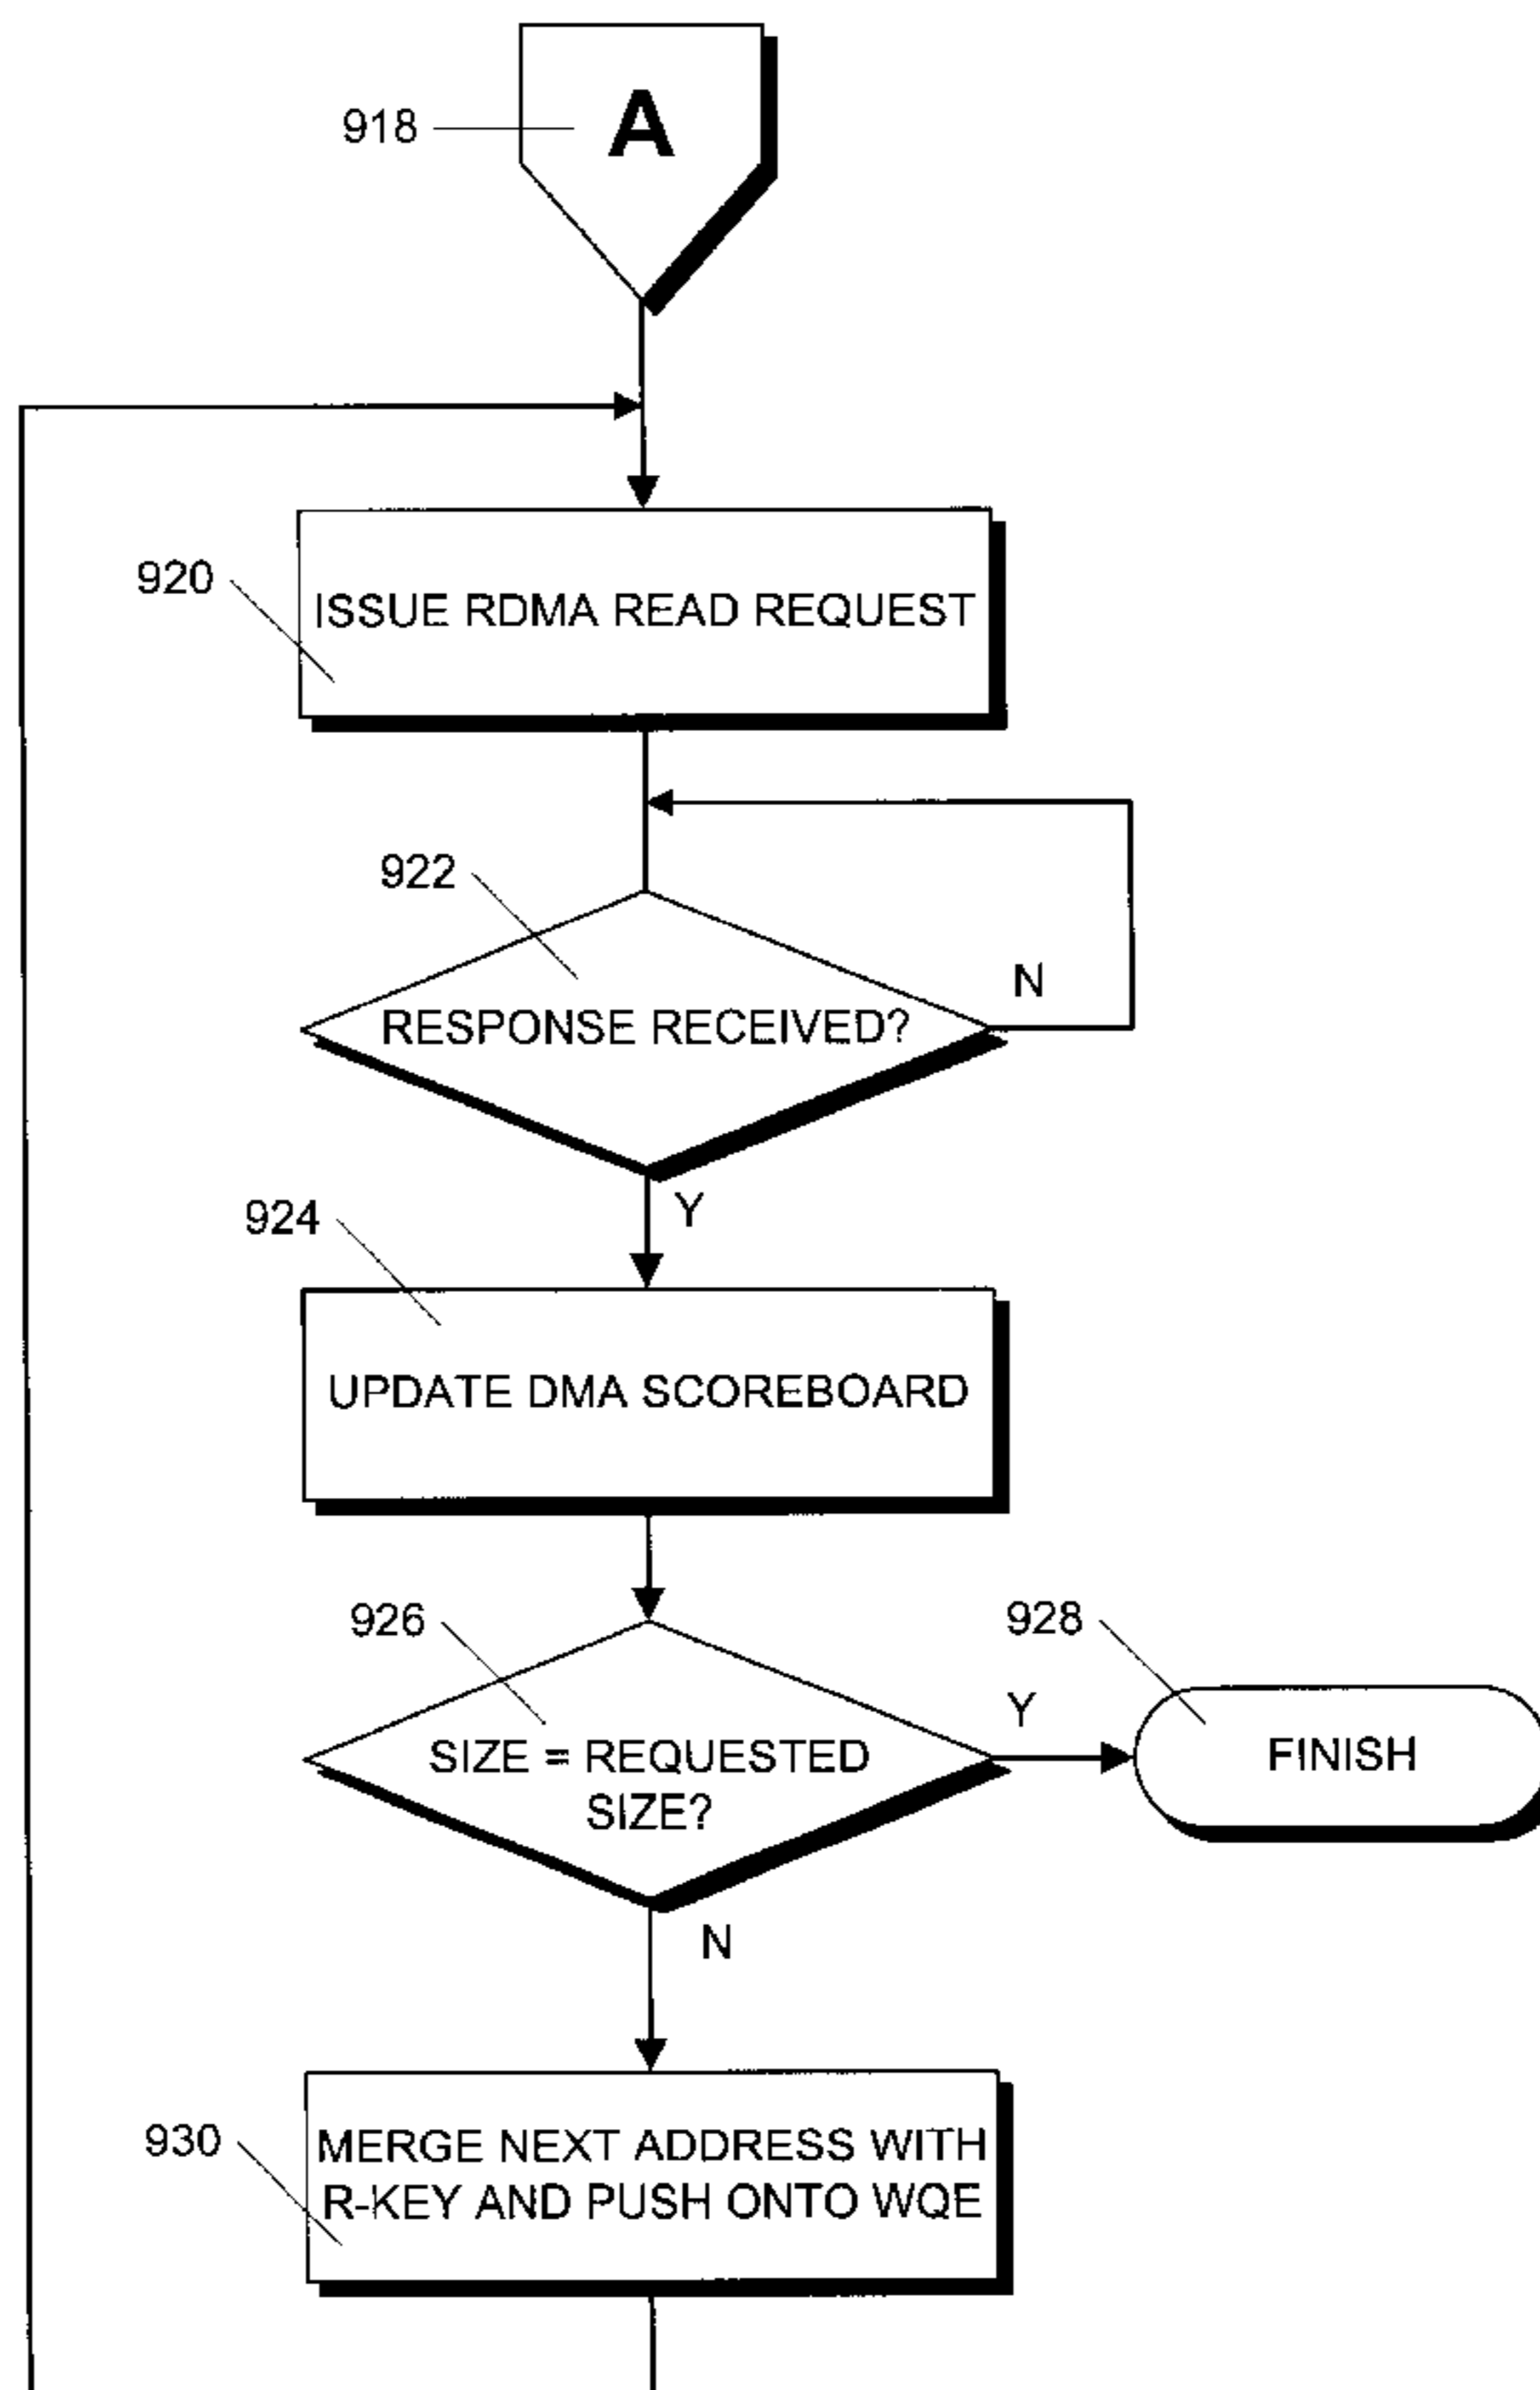 A
918
920
ISSUE RDMA READ REQUEST
922
N
RESPONSE RECEIVED?
Y
924
UPDATE DMA SCOREBOARD
926
928
Y
SIZE = REQUESTED
SIZE?
FINISH
N
930
MERGE NEXT ADDRESS WITH
R-KEY AND PUSH ONTO WQE